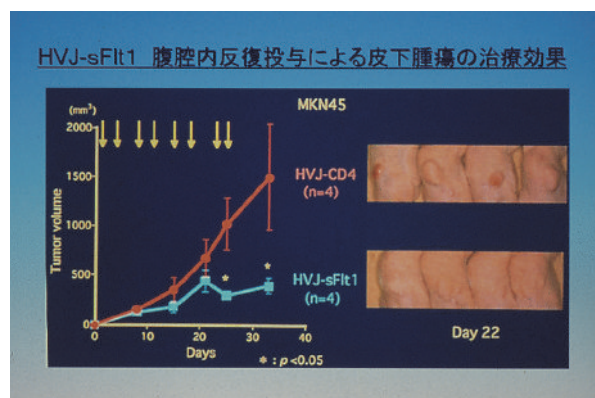 HVJ-sFlt1 腹腔内反復投与による皮下腫瘍の治療効果
MKN45
(mm³)
2000
1500
1000
500
0
Tumor volume
0 10 20 30 40
Days
* : p<0.05
HVJ-CD4
(n=4)
HVJ-sFlt1
(n=4)
*
*
Day 22